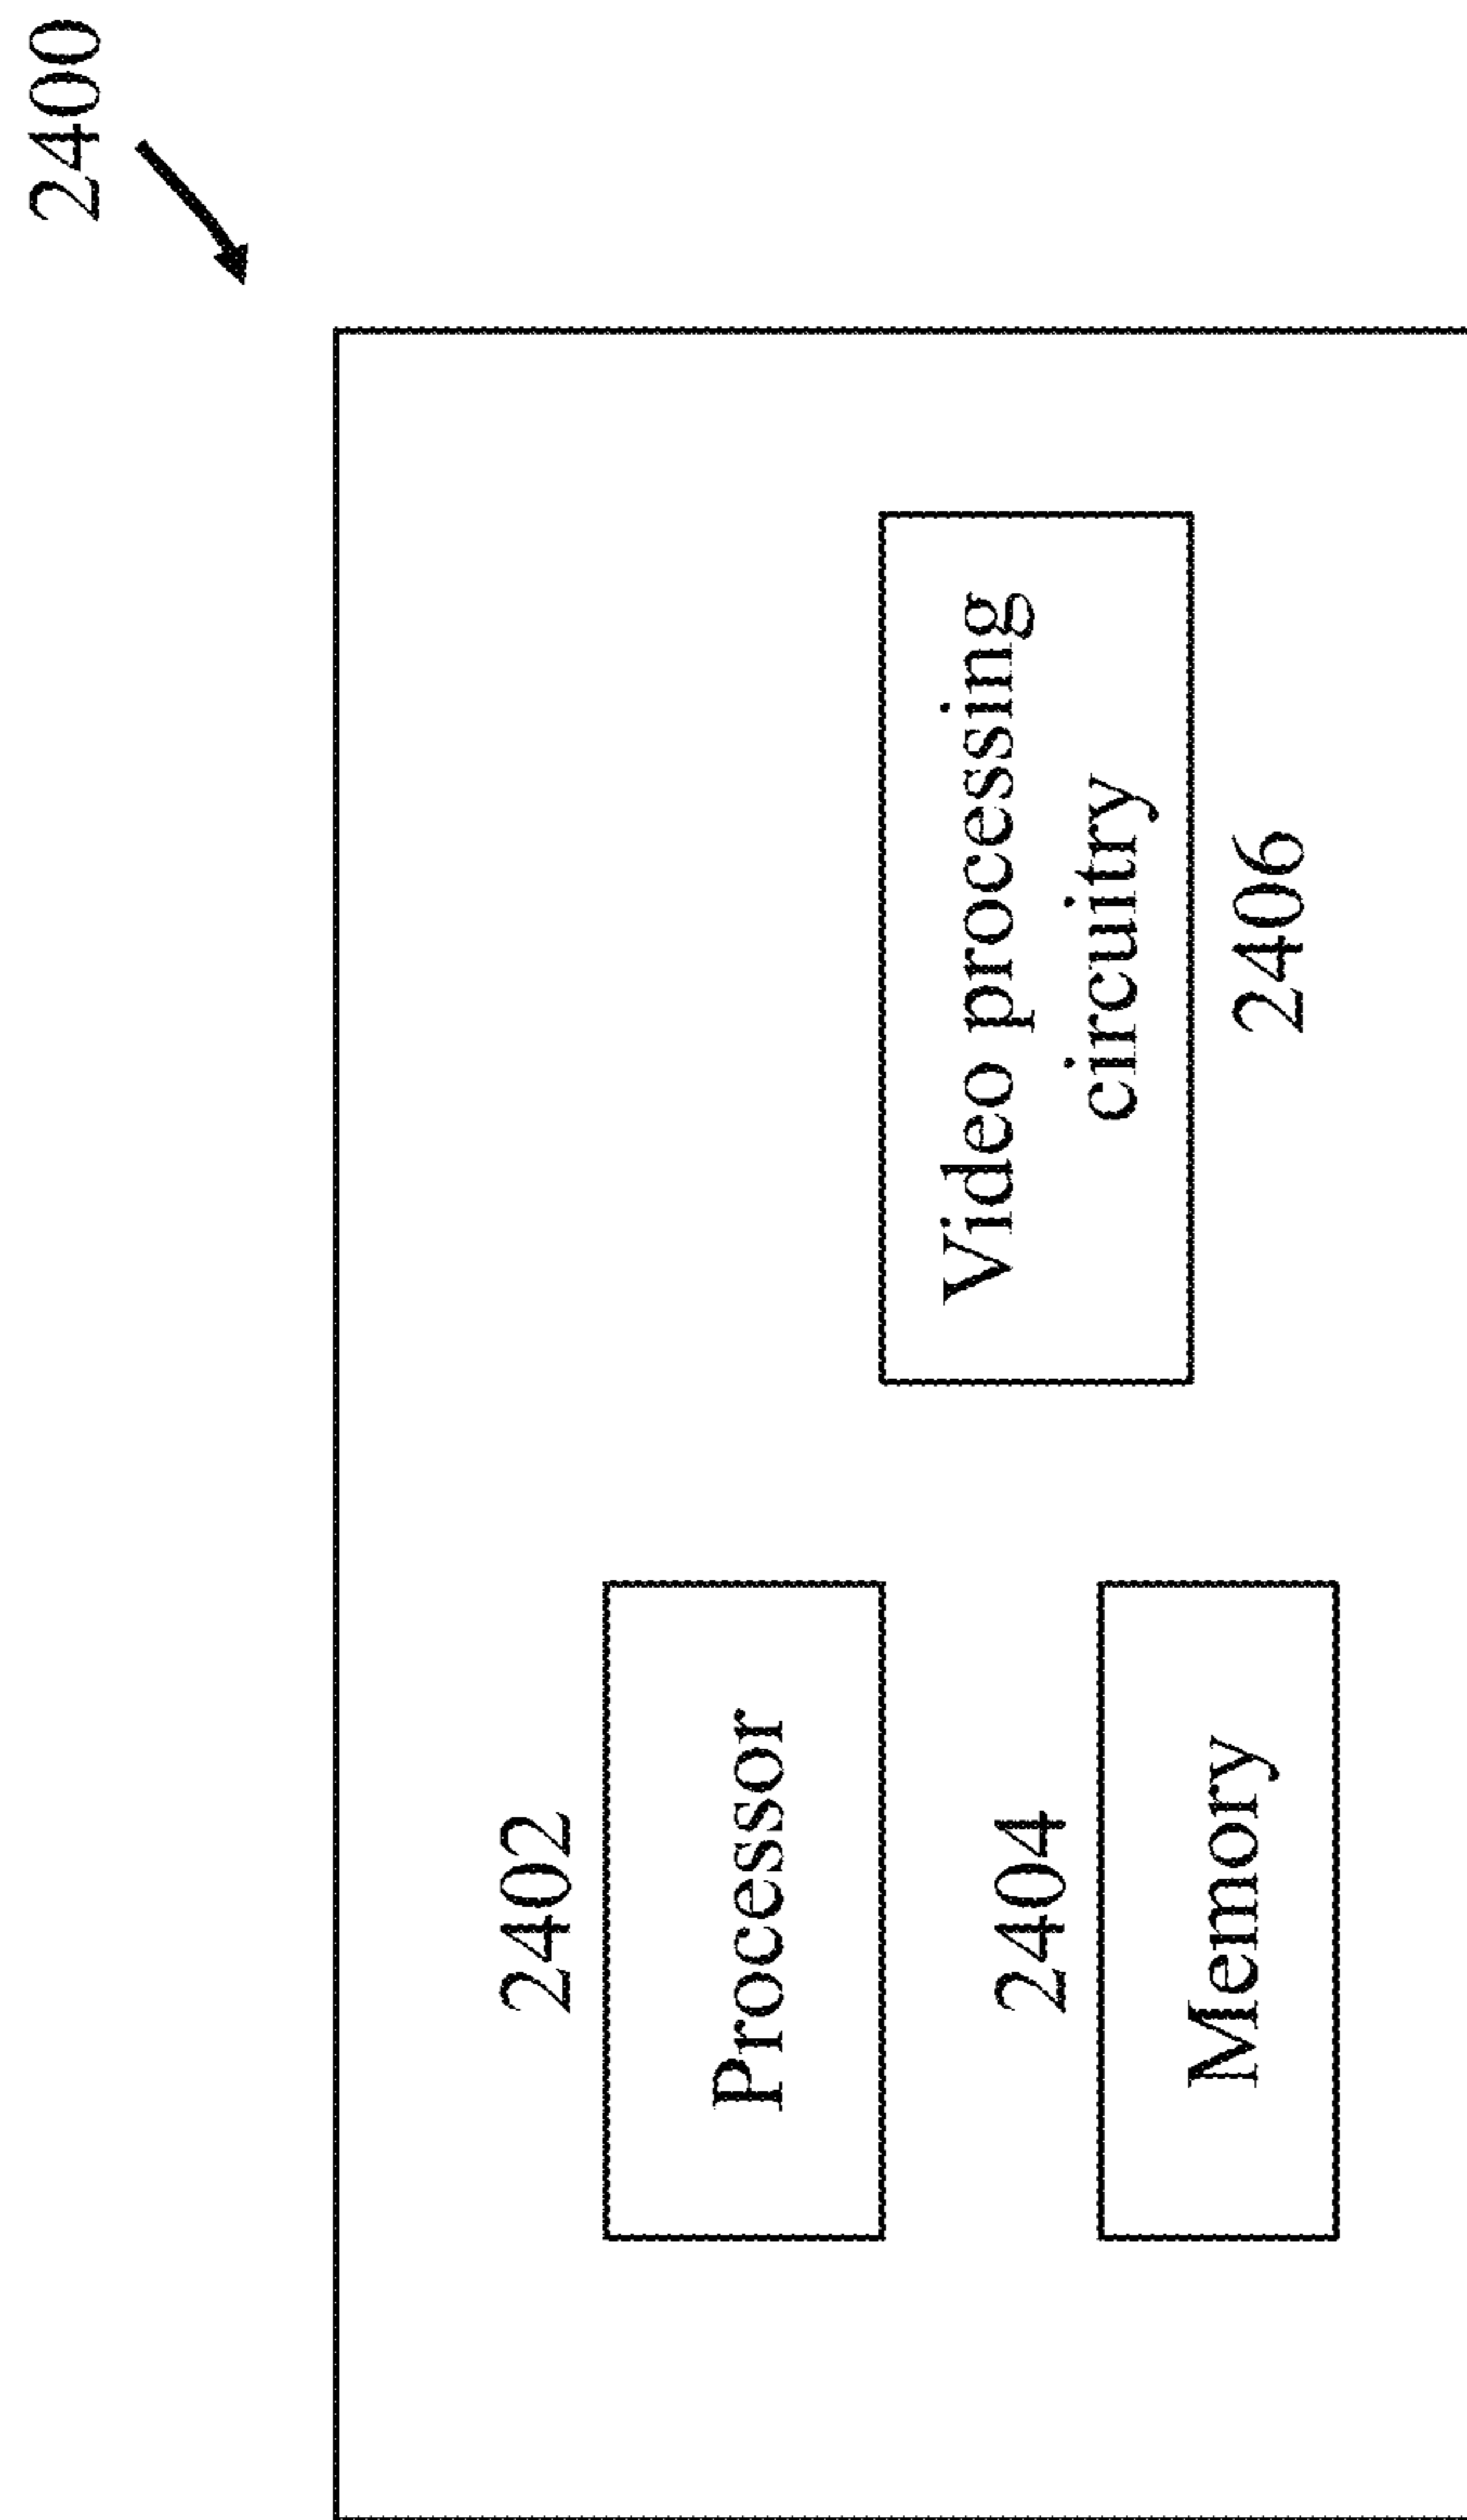 2400
2402
Processor
2404
Memory
Video processing
circuitry
2406